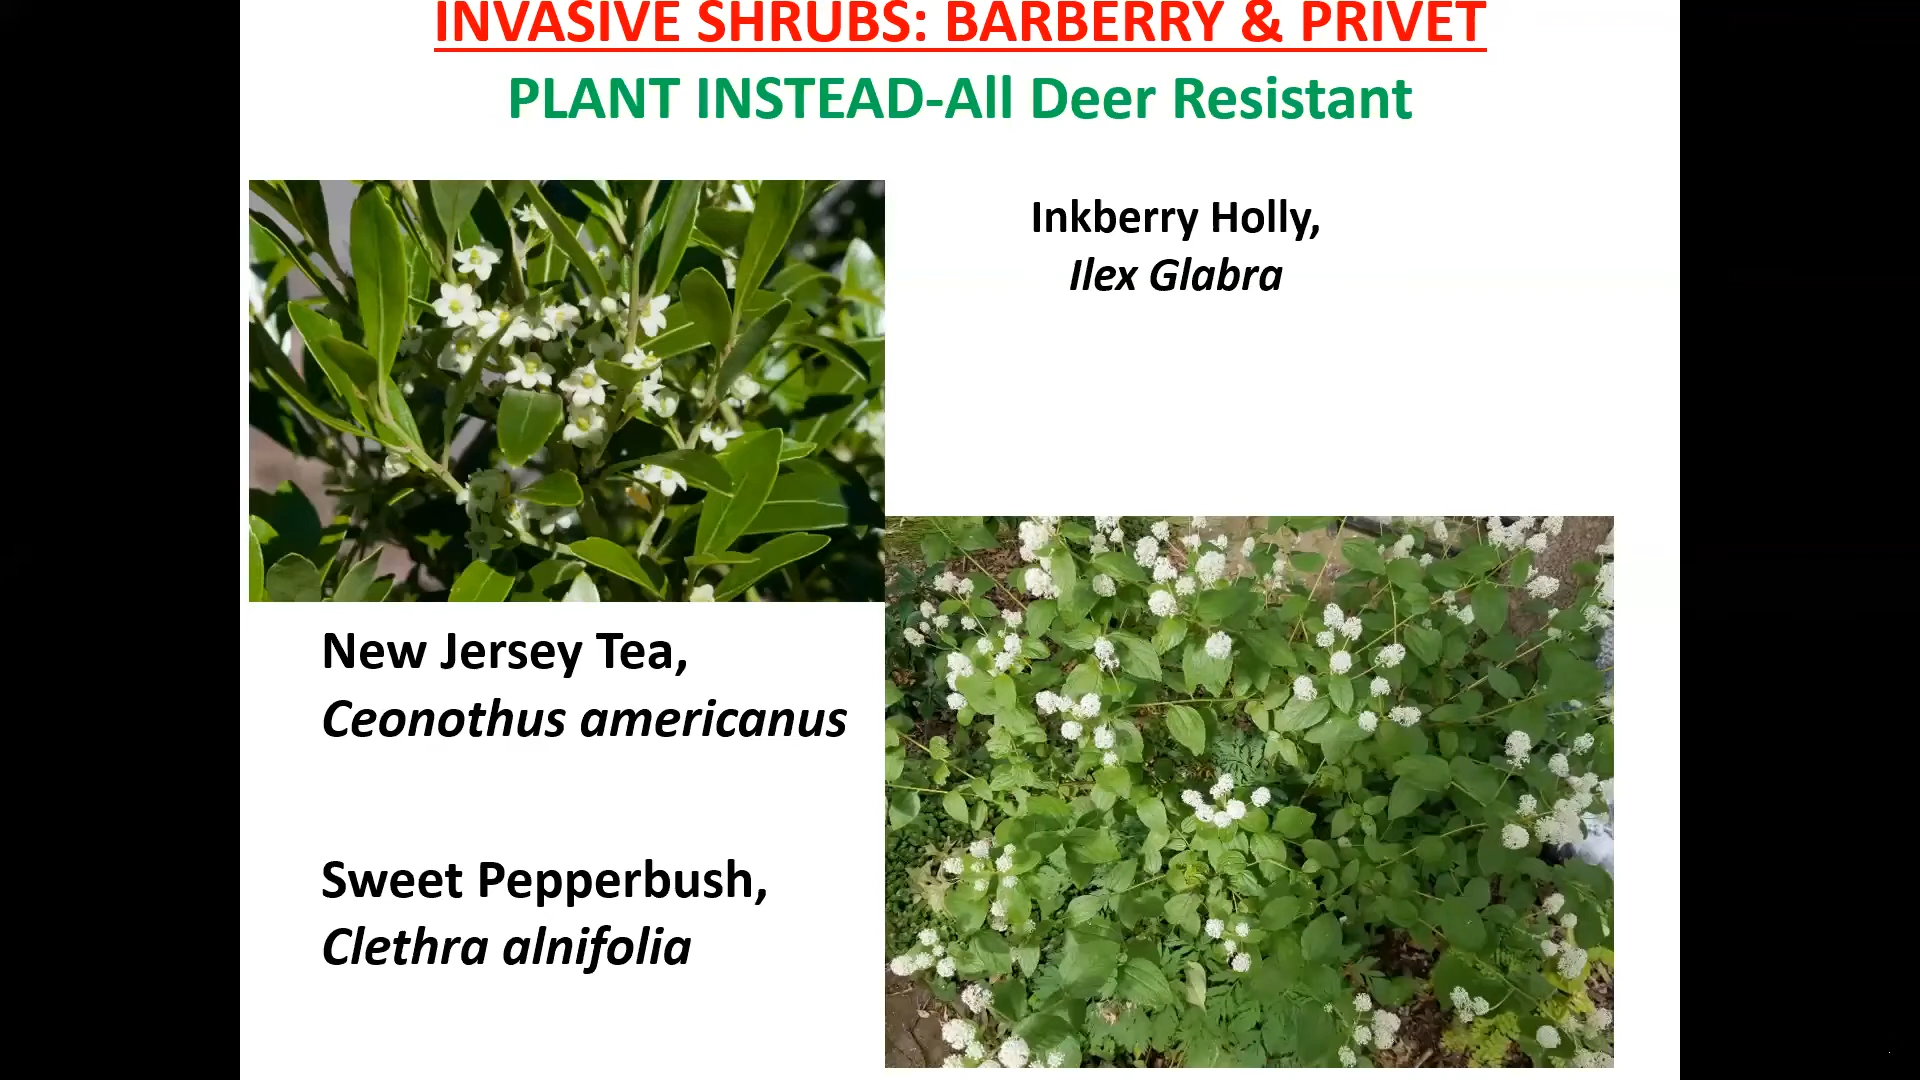 INVASIVE SHRUBS: BARBERRY & PRIVET
PLANT INSTEAD-All Deer Resistant
Inkberry Holly,
Ilex Glabra
New Jersey Tea,
Ceonothus americanus
Sweet Pepperbush,
Clethra alnifolia